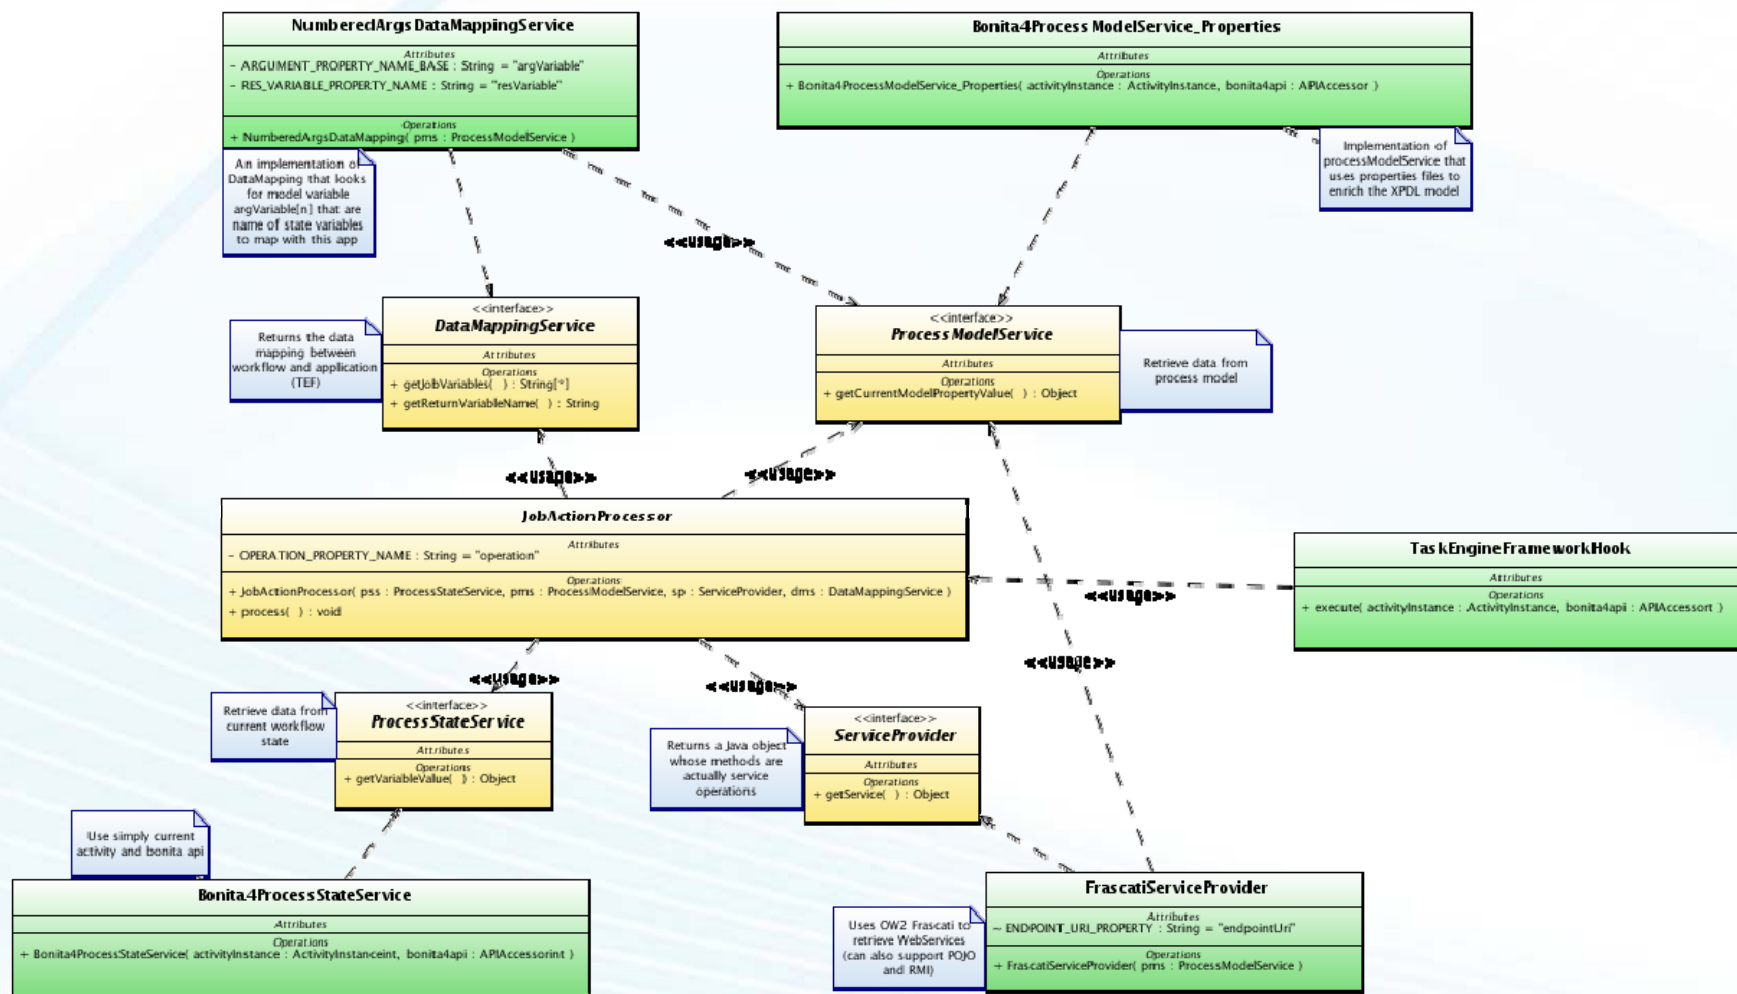 NumberedArgsDataMappingService
Attributes
- ARGUMENT_PROPERTY_NAME_BASE : String = "argVariable"
- RES_VARIABLE_PROPERTY_NAME : String = "resVariable"
Operations
+ NumberedArgsDataMapping( pms : ProcessModelService )
An implementation of
DataMapping that looks
for model variable
argVariable[n] that are
name of state variables
to map with this app
Bonita4ProcessModelService_Properties
Attributes
Operations
+ Bonita4ProcessModelService_Properties( activityInstance : ActivityInstance, bonita4api : APIAccessor )
Implementation of
processModelService that
uses properties files to
enrich the XPDL model
<<usage>>
<<interface>>
DataMappingService
Attributes
Operations
+ getJobVariables( ) : String[*]
+ getReturnVariableName( ) : String
Returns the data
mapping between
workflow and application
(TEF)
<<interface>>
ProcessModelService
Attributes
Operations
+ getCurrentModelPropertyValue( ) : Object
Retrieve data from
process model
<<usage>>
<<usage>>
JobActionProcessor
Attributes
- OPERATION_PROPERTY_NAME : String = "operation"
Operations
+ JobActionProcessor( pss : ProcessStateService, pms : ProcessModelService, sp : ServiceProvider, dms : DataMappingService )
+ process( ) : void
TaskEngineFrameworkHook
Attributes
Operations
+ execute( activityInstance : ActivityInstance, bonita4api : APIAccessort )
<<usage>>
<<usage>>
<<usage>>
<<usage>>
Retrieve data from
current workflow
state
<<interface>>
ProcessStateService
Attributes
Operations
+ getVariableValue( ) : Object
Returns a Java object
whose methods are
actually service
operations
<<interface>>
ServiceProvider
Attributes
Operations
+ getService( ) : Object
Use simply current
activity and bonita api
Bonita4ProcessStateService
Attributes
Operations
+ Bonita4ProcessStateService( activityInstance : ActivityInstanceint, bonita4api : APIAccessorint )
Uses OW2 Frascati to
retrieve WebServices
(can also support POJO
and RMI)
FrascatiServiceProvider
Attributes
~ ENDPOINT_URI_PROPERTY : String = "endpointUri"
Operations
+ FrascatiServiceProvider( pms : ProcessModelService )